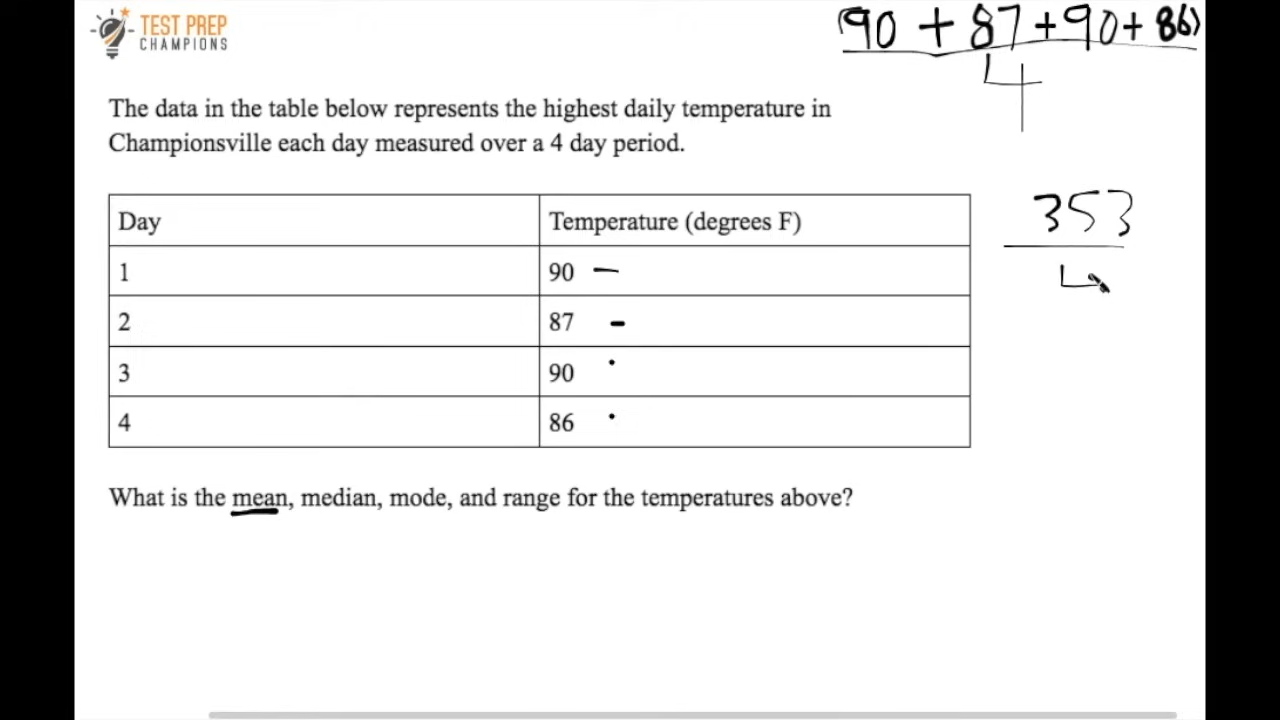 TEST PREP
CHAMPIONS
(90 + 87 + 90 + 86)
4
The data in the table below represents the highest daily temperature in
Championsville each day measured over a 4 day period.
353
4
Day Temperature (degrees F)
1 90 –
2 87 -
3 90 ·
4 86 ·
What is the mean, median, mode, and range for the temperatures above?